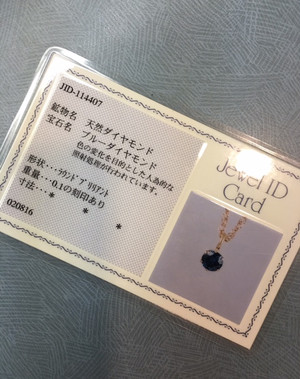 JID-114407
鉱物名 天然ダイヤモンド
宝石名 ブルーダイヤモンド
色の変化を目的とした人為的な
照射処理が行われています。
形状・・・ラウンドブリリアント
重量・・・0.1の刻印あり
寸法・・・* * *
020816
Jewel ID
Card